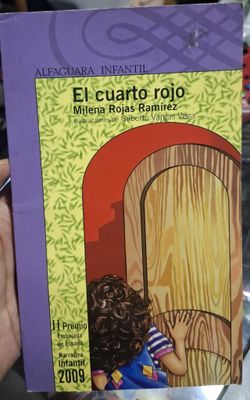 ALFAGUARA INFANTIL
El cuarto rojo
Milena Rojas Ramírez
Ilustraciones de Gilberto Vargas Vega
II Premio
Embajada
de España
Narrativa
Infantil
2009